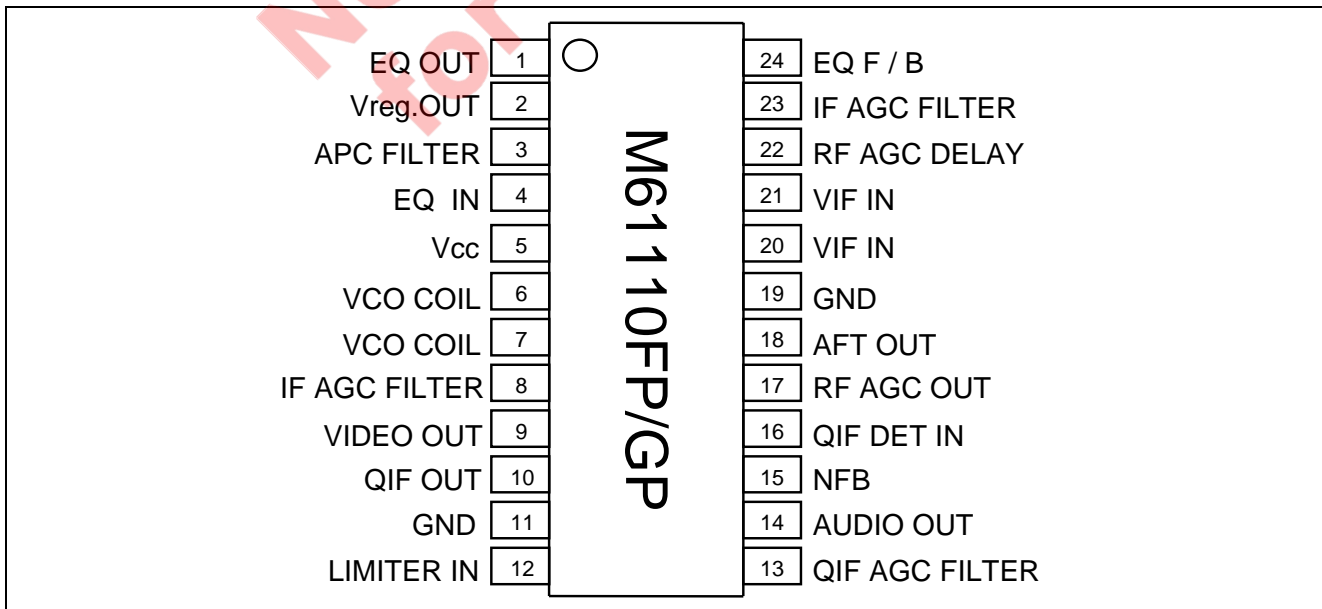 No
for
EQ OUT 1
Vreg.OUT 2
APC FILTER 3
EQ IN 4
Vcc 5
VCO COIL 6
VCO COIL 7
IF AGC FILTER 8
VIDEO OUT 9
QIF OUT 10
GND 11
LIMITER IN 12
M61110FP/GP
24 EQ F / B
23 IF AGC FILTER
22 RF AGC DELAY
21 VIF IN
20 VIF IN
19 GND
18 AFT OUT
17 RF AGC OUT
16 QIF DET IN
15 NFB
14 AUDIO OUT
13 QIF AGC FILTER